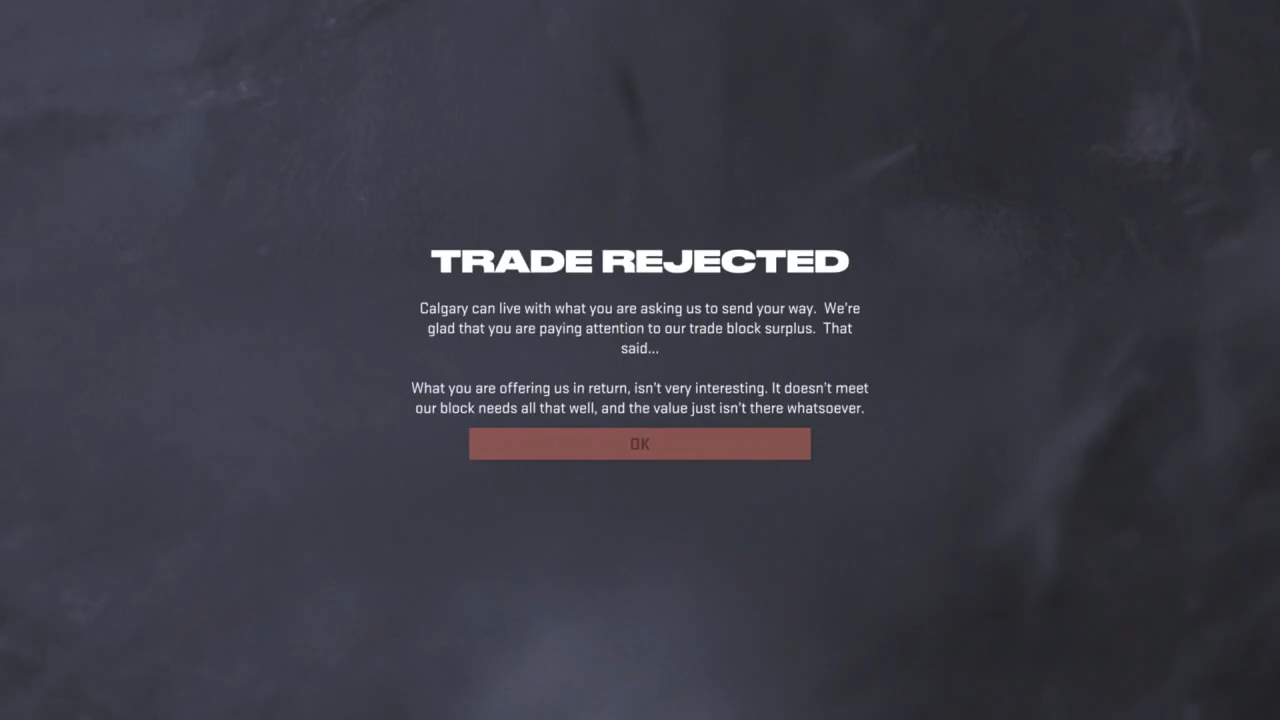 TRADE REJECTED
Calgary can live with what you are asking us to send your way.  We're
glad that you are paying attention to our trade block surplus.  That
said...
What you are offering us in return, isn't very interesting. It doesn't meet
our block needs all that well, and the value just isn't there whatsoever.
OK